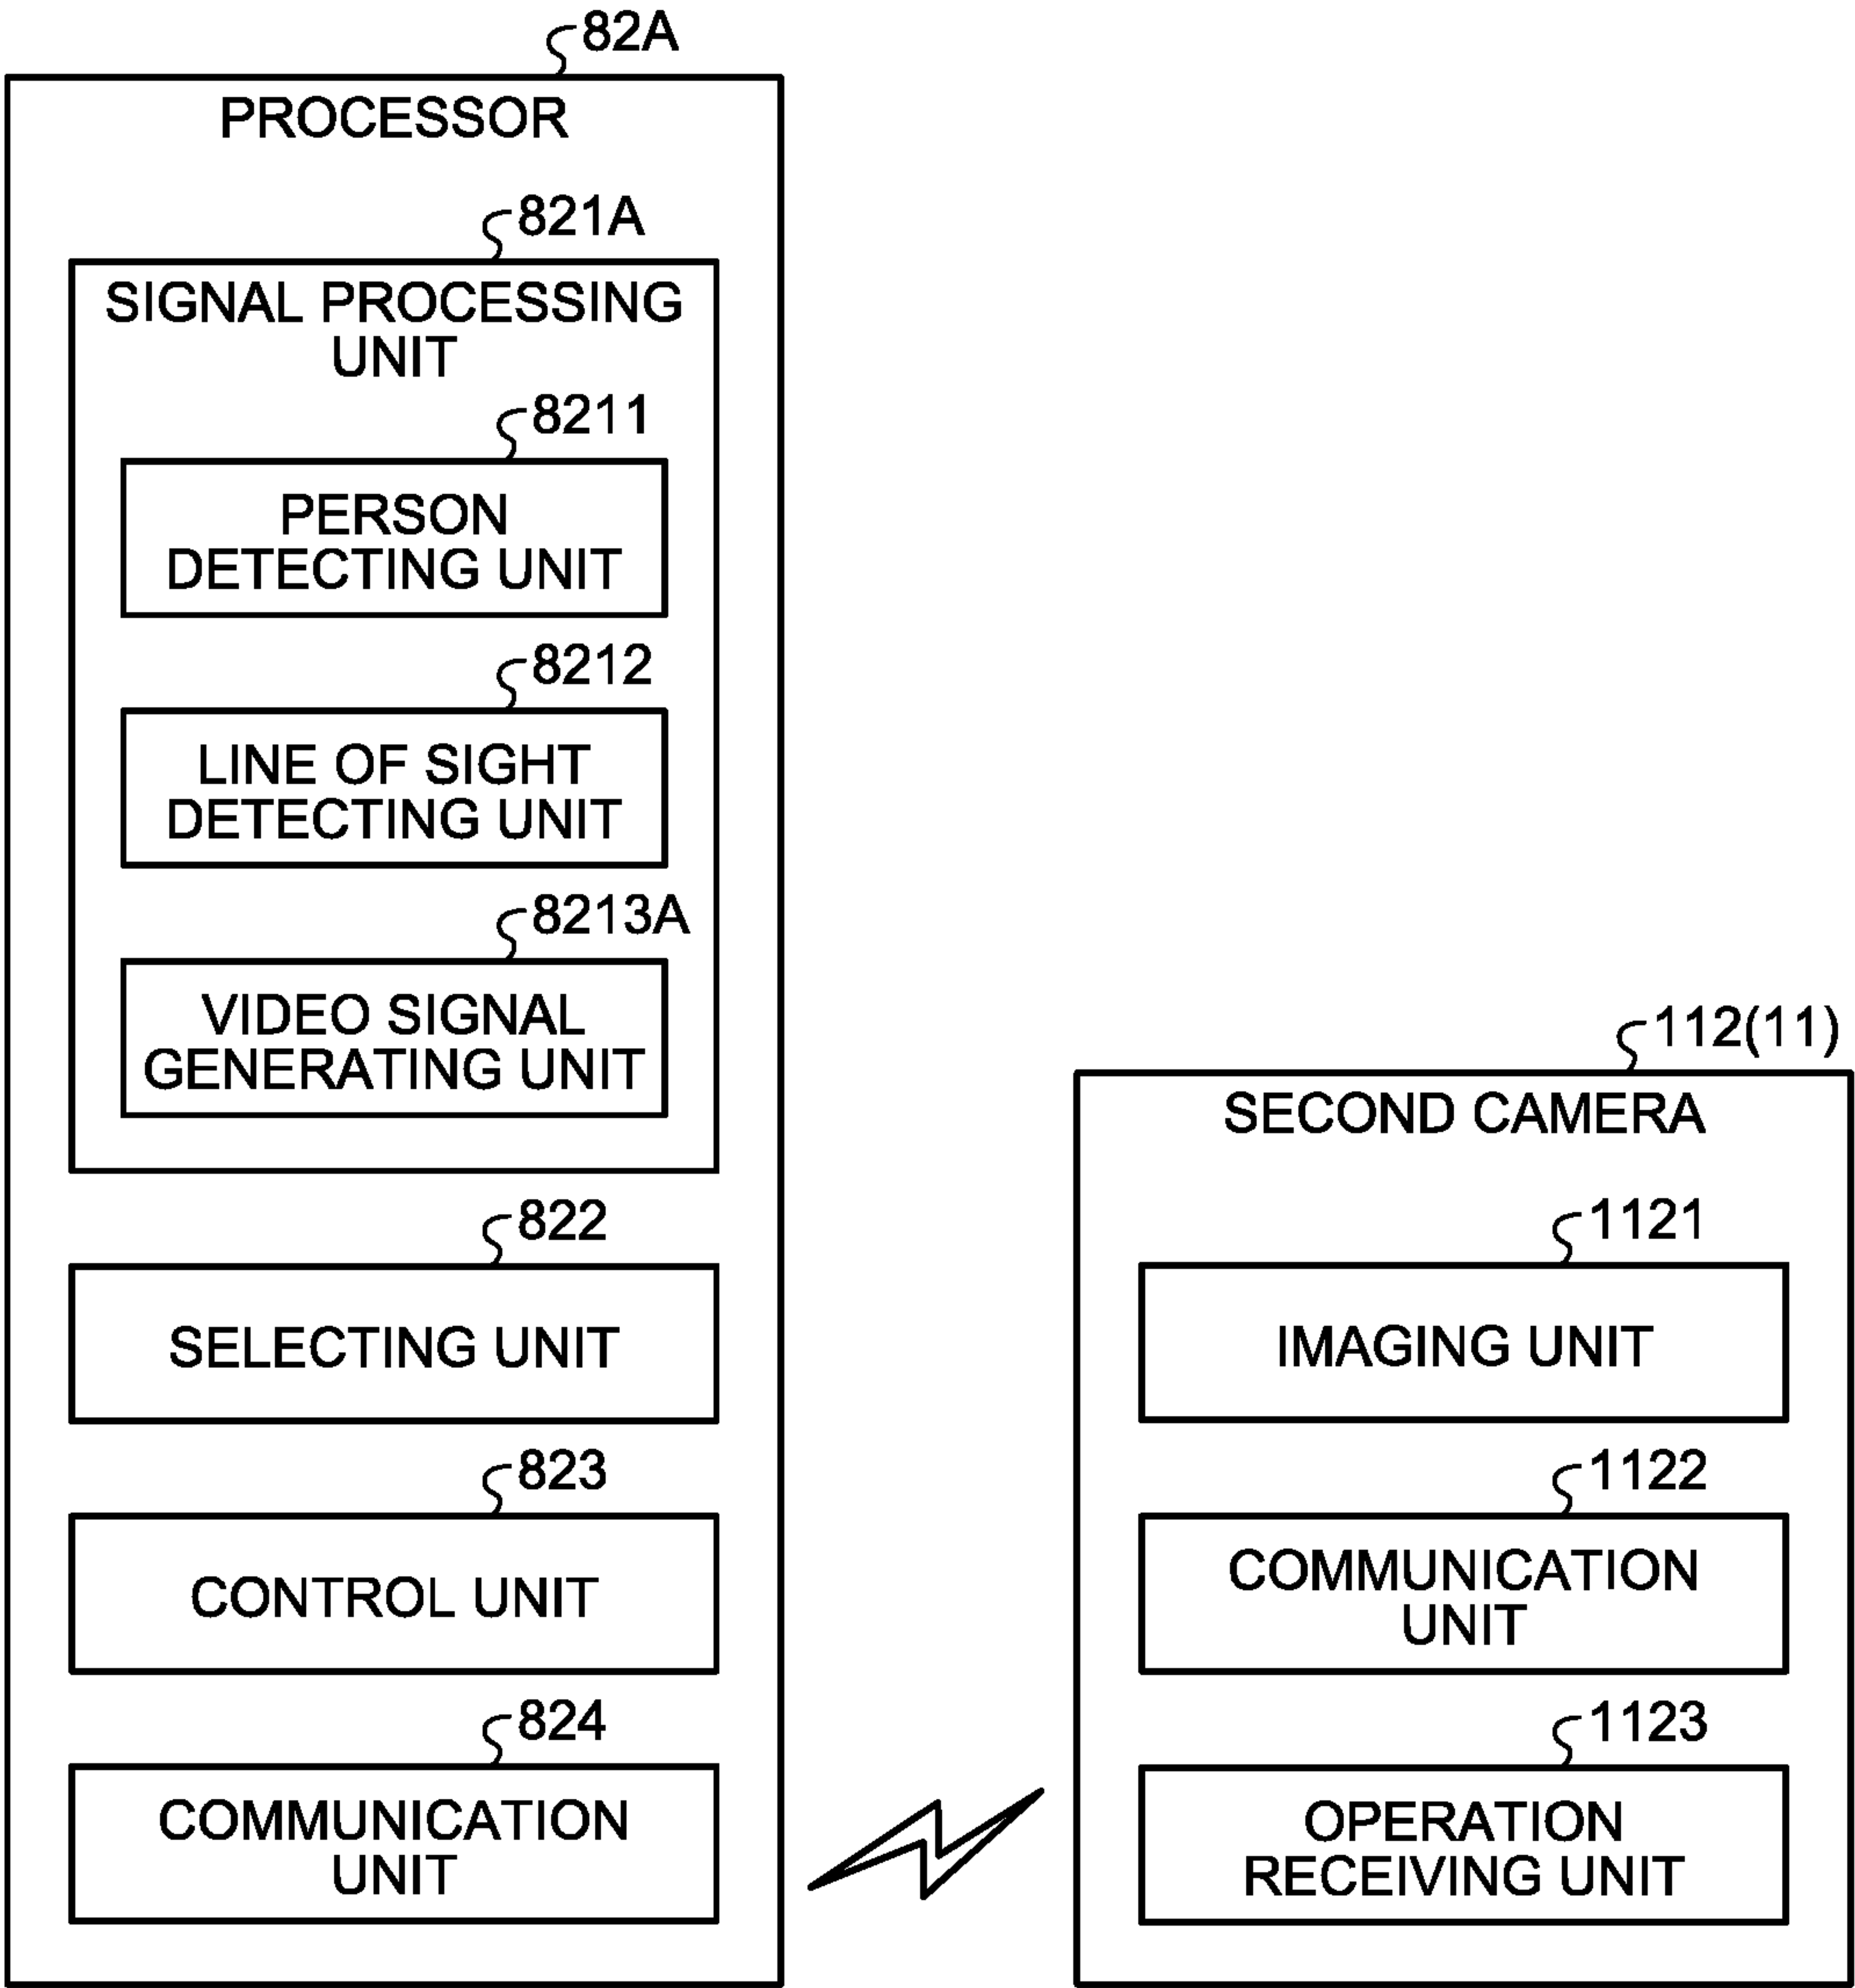 82A
PROCESSOR
821A
SIGNAL PROCESSING
UNIT
8211
PERSON
DETECTING UNIT
8212
LINE OF SIGHT
DETECTING UNIT
8213A
VIDEO SIGNAL
GENERATING UNIT
822
SELECTING UNIT
823
CONTROL UNIT
824
COMMUNICATION
UNIT
112(11)
SECOND CAMERA
1121
IMAGING UNIT
1122
COMMUNICATION
UNIT
1123
OPERATION
RECEIVING UNIT